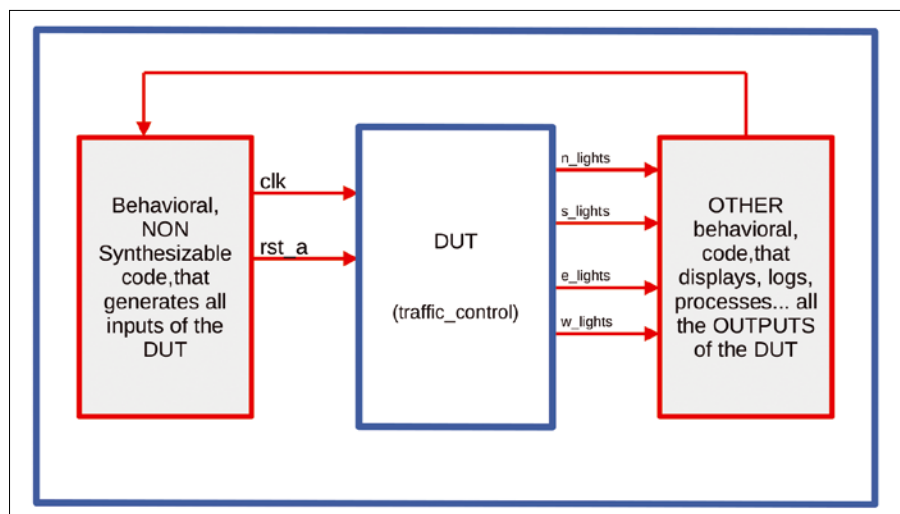 Behavioral,
NON
Synthesizable
code,that
generates all
inputs of the
DUT
clk
rst_a
DUT
(traffic_control)
n_lights
s_lights
e_lights
w_lights
OTHER
behavioral,
code,that
displays, logs,
processes... all
the OUTPUTS
of the DUT